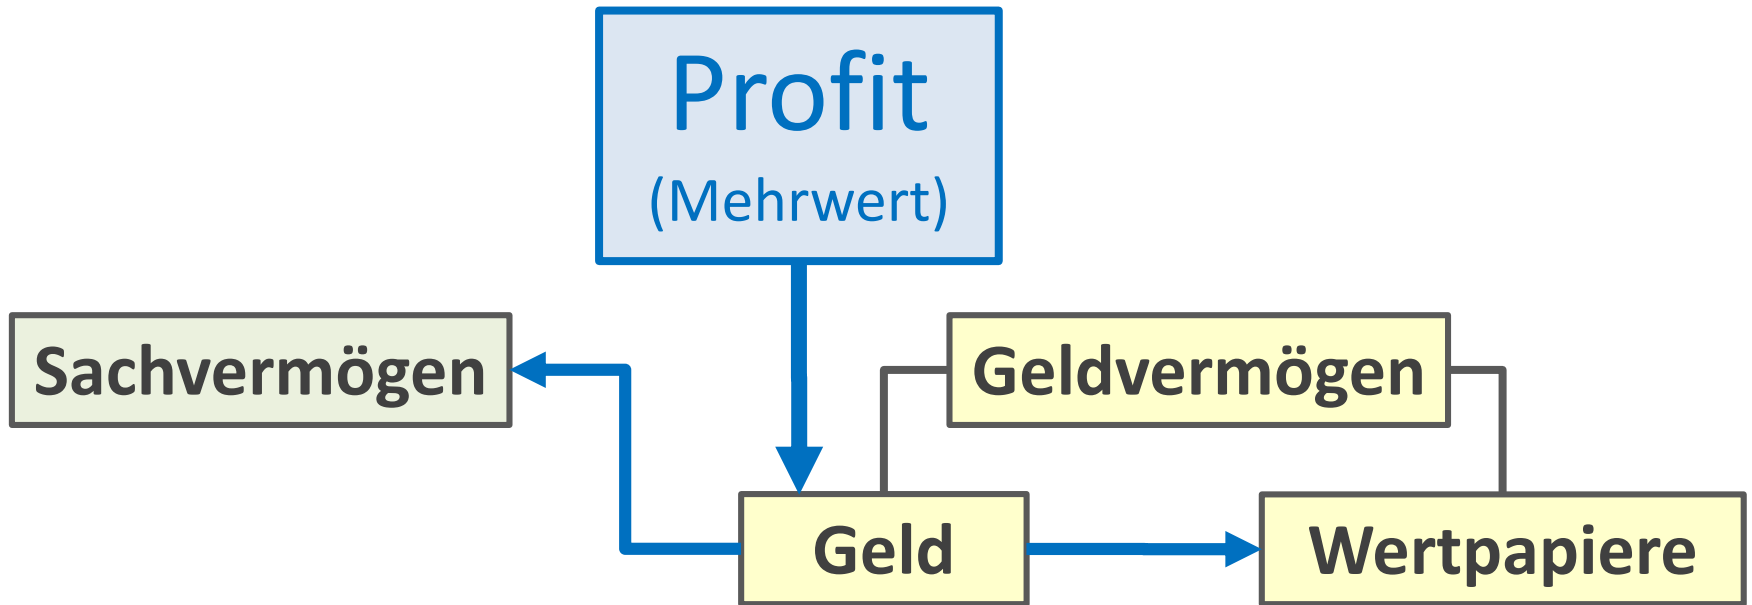 Profit
(Mehrwert)
Sachvermögen
Geldvermögen
Geld
Wertpapiere